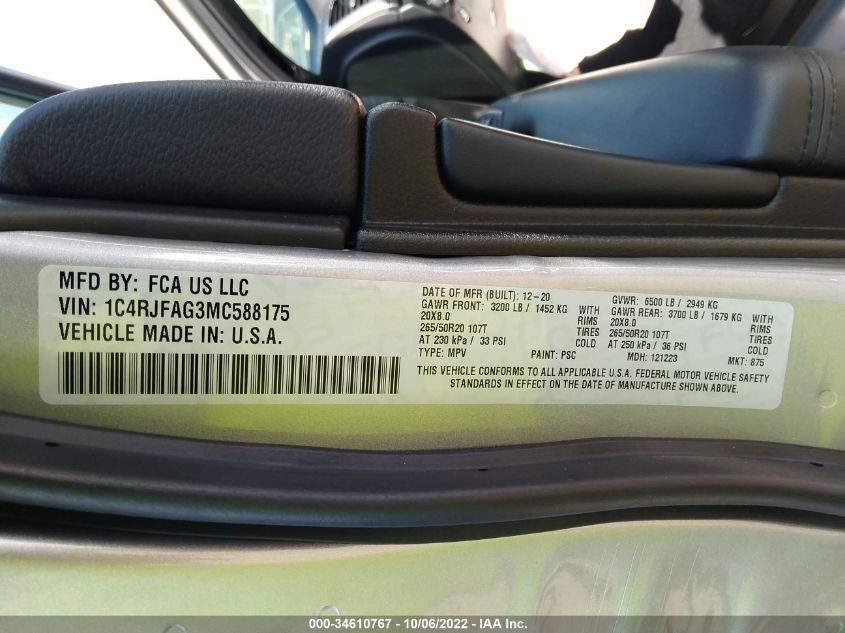 MFD BY: FCA US LLC
VIN: 1C4RJFAG3MC588175
VEHICLE MADE IN: U.S.A.
DATE OF MFR (BUILT): 12-20 GVWR: 6500 LB / 2949 KG
GAWR FRONT: 3200 LB / 1452 KG WITH GAWR REAR: 3700 LB / 1679 KG WITH
20X8.0 RIMS 20X8.0 RIMS
265/50R20 107T TIRES 265/50R20 107T TIRES
AT 230 kPa / 33 PSI COLD AT 250 kPa / 36 PSI COLD
TYPE: MPV PAINT: PSC MDH: 121223 MKT: 875
THIS VEHICLE CONFORMS TO ALL APPLICABLE U.S.A. FEDERAL MOTOR VEHICLE SAFETY
STANDARDS IN EFFECT ON THE DATE OF MANUFACTURE SHOWN ABOVE.
000-34610767 - 10/06/2022 - IAA Inc.